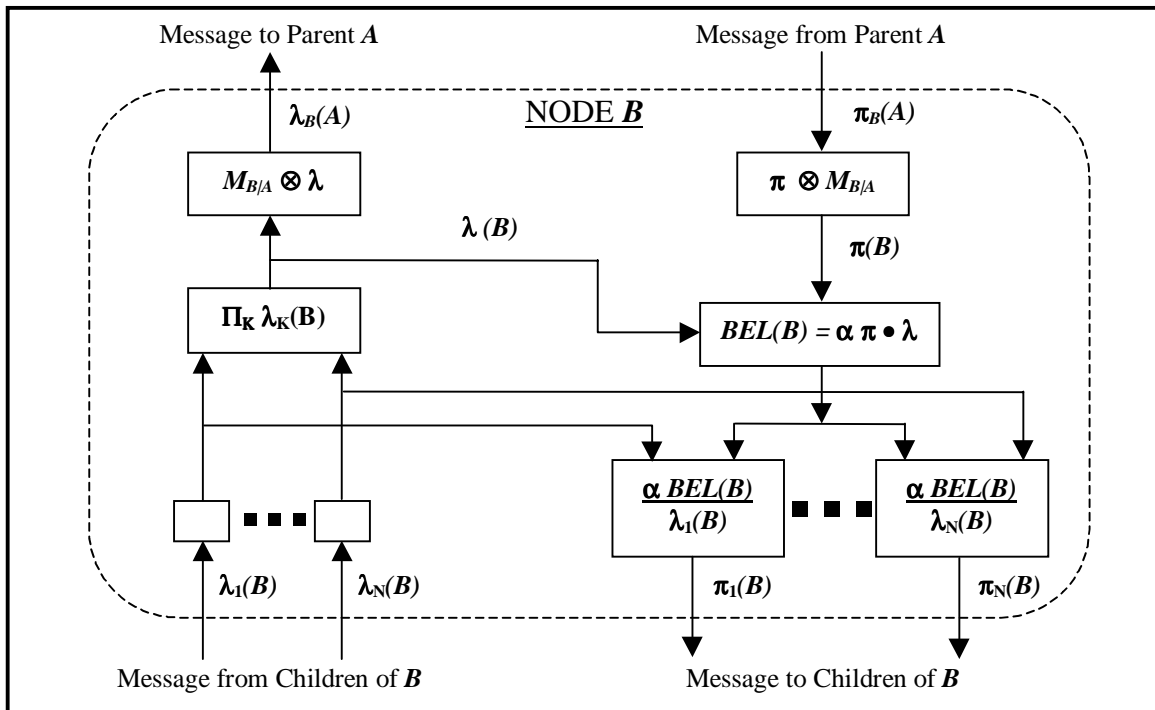 Message to Parent A
Message from Parent A
λB(A)
NODE B
πB(A)
MB/A ⊗ λ
π ⊗ MB/A
λ (B)
π(B)
ΠK λK(B)
BEL(B) = α π • λ
α BEL(B)
λ1(B)
α BEL(B)
λN(B)
λ1(B)
λN(B)
π1(B)
πN(B)
Message from Children of B
Message to Children of B